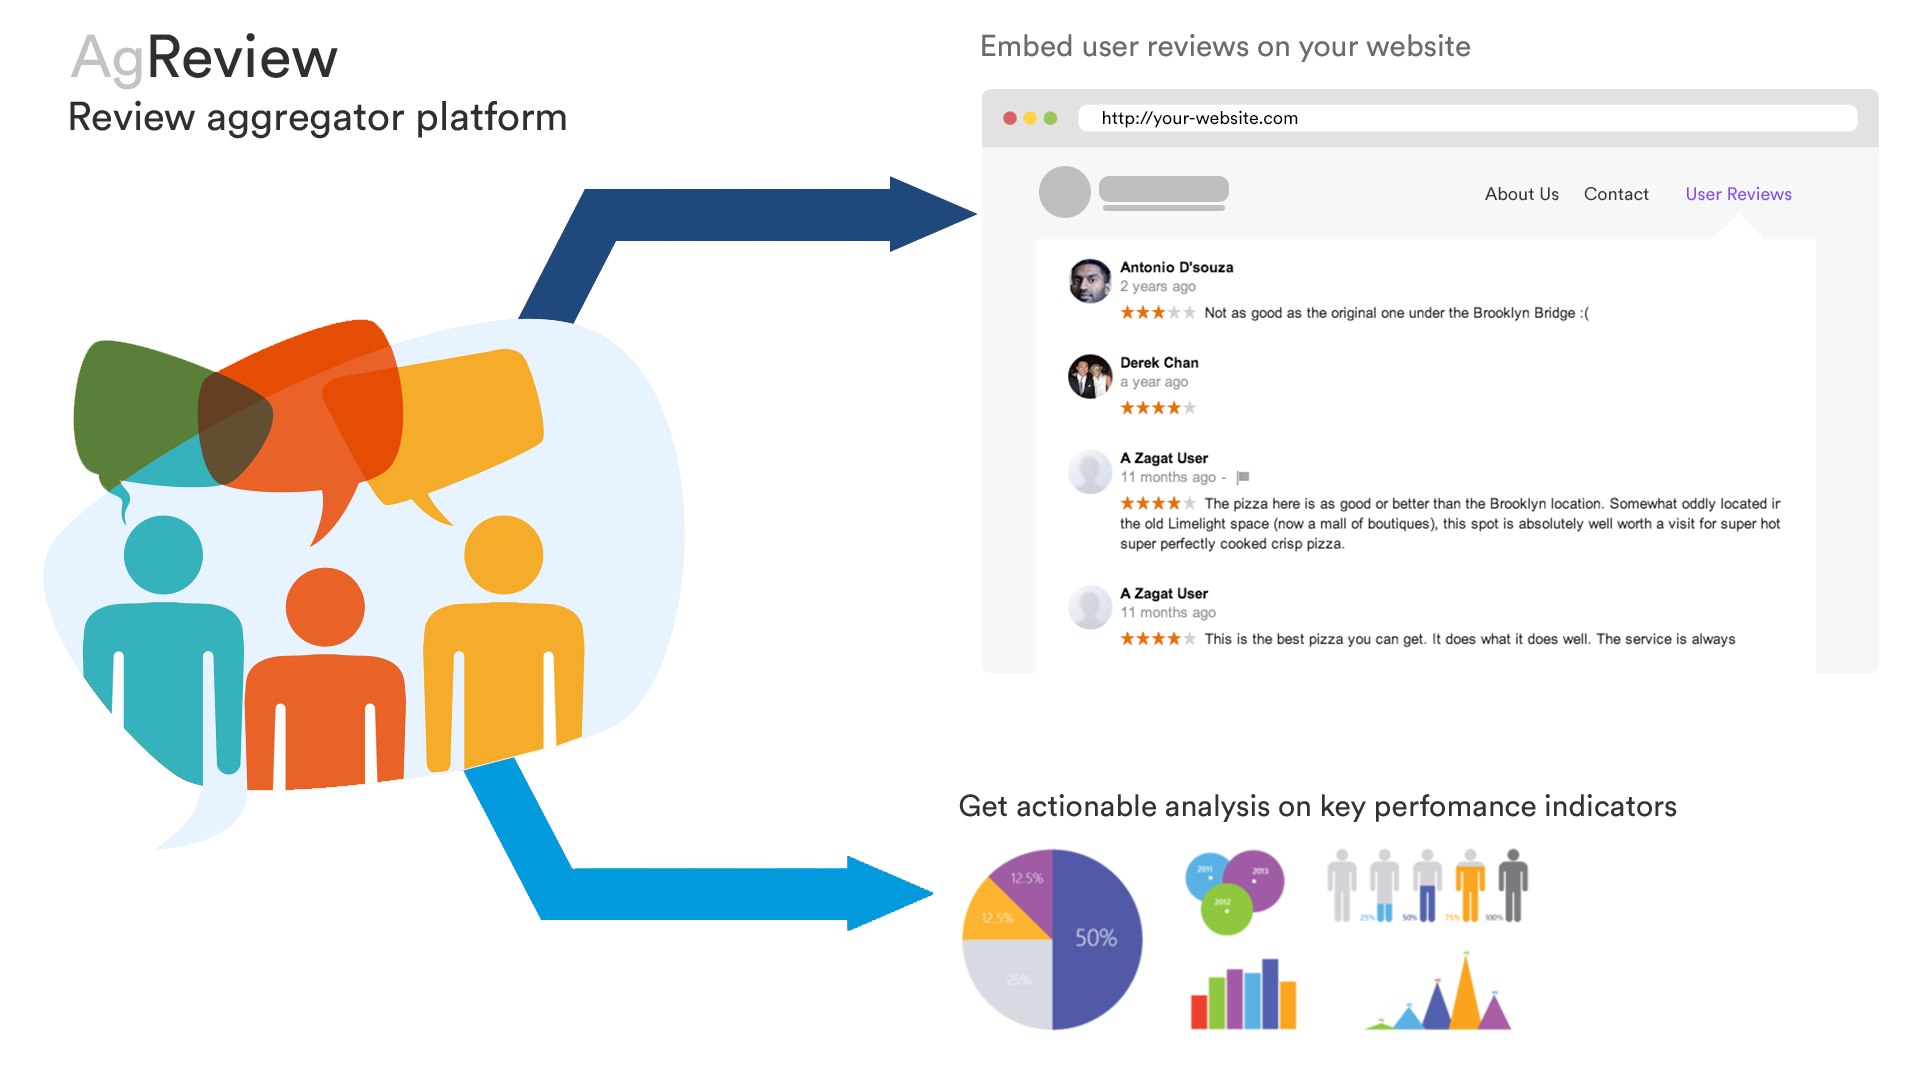 AgReview
Review aggregator platform
Embed user reviews on your website
http://your-website.com
About Us Contact User Reviews
Antonio D'souza
2 years ago
Not as good as the original one under the Brooklyn Bridge :(
Derek Chan
a year ago
A Zagat User
11 months ago -
The pizza here is as good or better than the Brooklyn location. Somewhat oddly located in
the old Limelight space (now a mall of boutiques), this spot is absolutely well worth a visit for super hot
super perfectly cooked crisp pizza.
A Zagat User
11 months ago
This is the best pizza you can get. It does what it does well. The service is always
Get actionable analysis on key perfomance indicators
12.5%
12.5%
50%
25%
2011
2013
2012
25% 50% 75% 100%